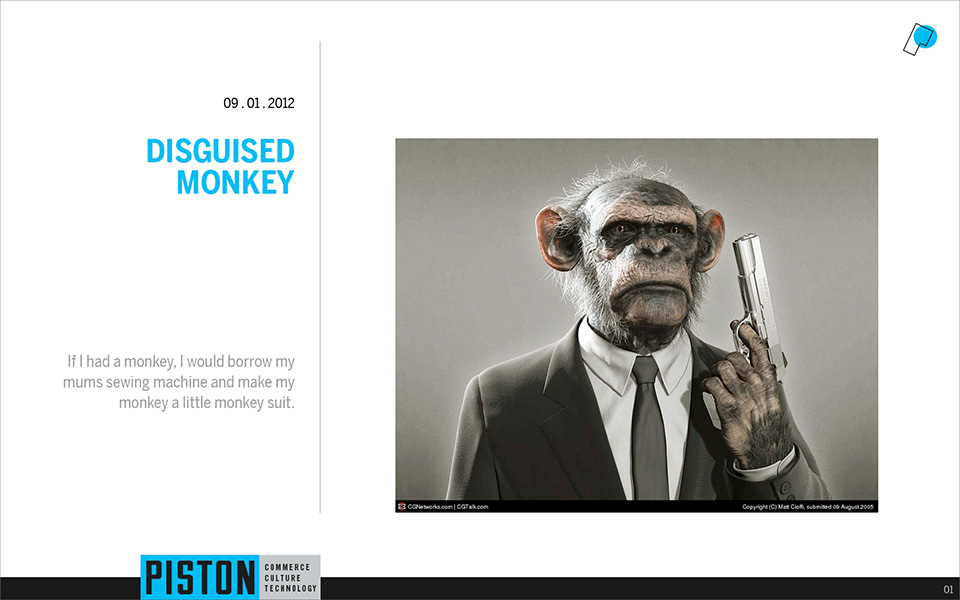 09 . 01 . 2012
DISGUISED
MONKEY
If I had a monkey, I would borrow my
mums sewing machine and make my
monkey a little monkey suit.
CGNetworks.com | CGTalk.com
Copyright (C) Matt Cioffi, submitted 09 August 2005
PISTON
COMMERCE
CULTURE
TECHNOLOGY
01